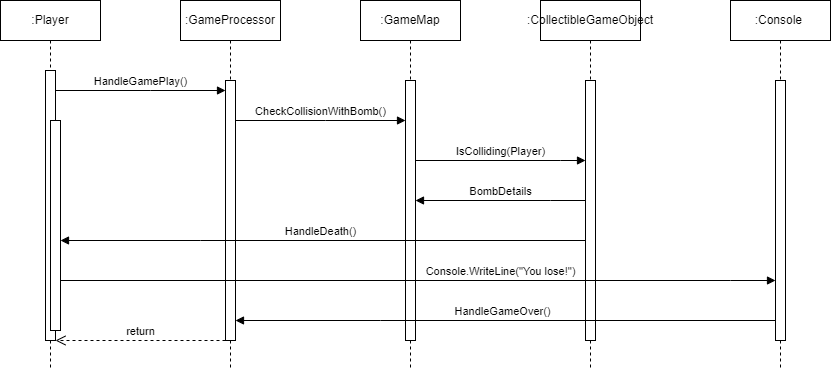 :Player
:GameProcessor
:GameMap
:CollectibleGameObject
:Console
HandleGamePlay()
CheckCollisionWithBomb()
IsColliding(Player)
BombDetails
HandleDeath()
Console.WriteLine("You lose!")
HandleGameOver()
return